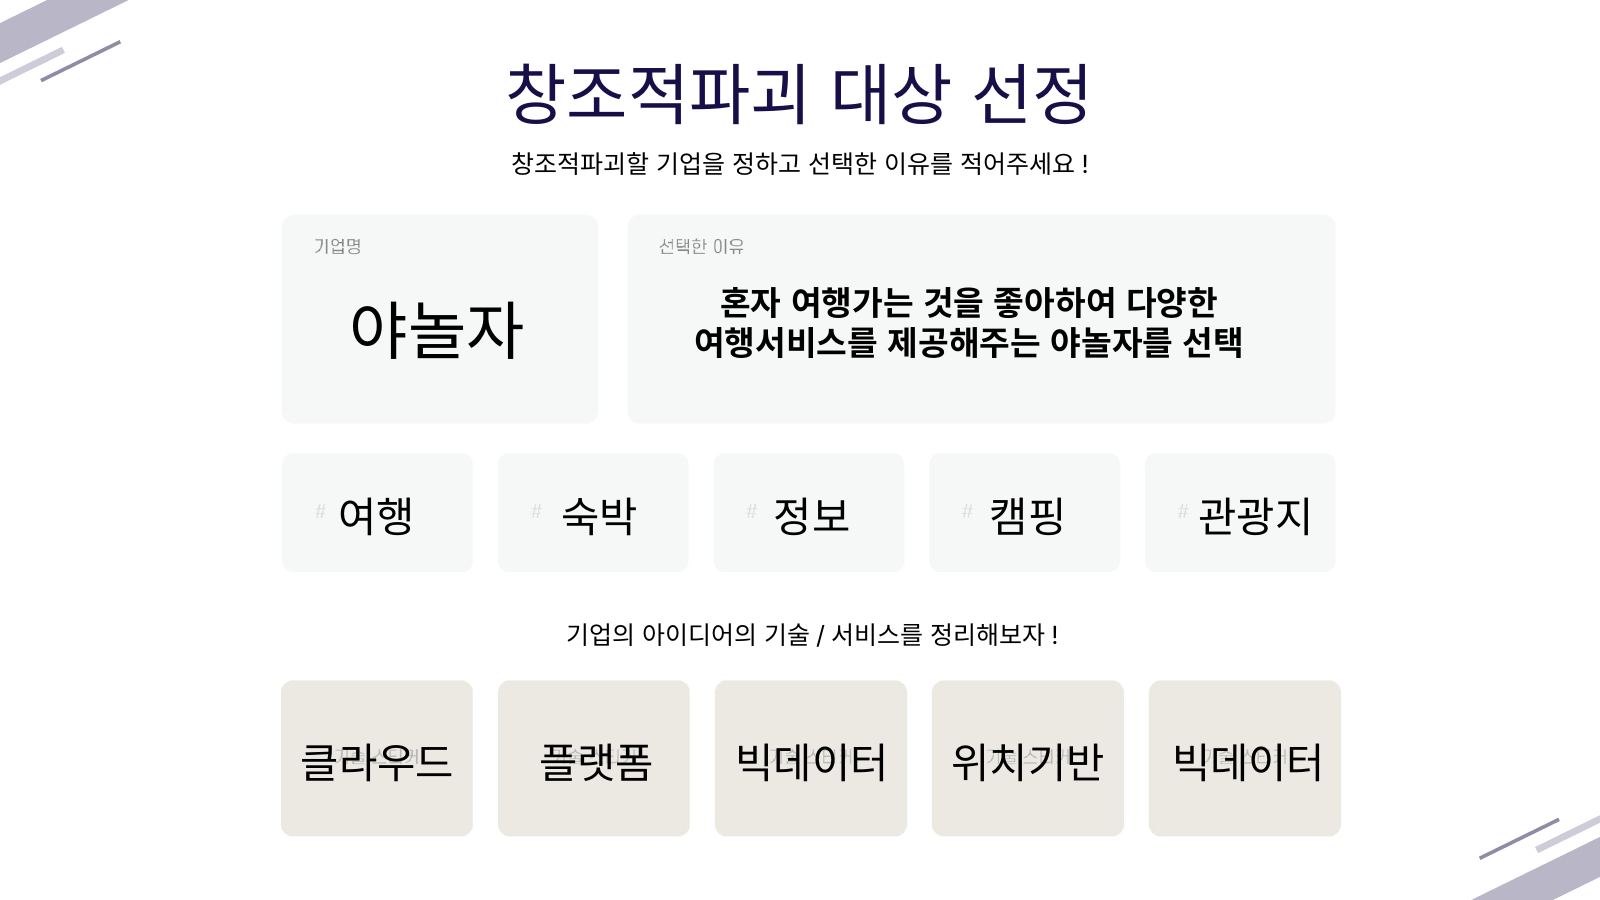 창조적파괴 대상 선정
창조적파괴할 기업을 정하고 선택한 이유를 적어주세요 !
기업명
야놀자
선택한 이유
혼자 여행가는 것을 좋아하여 다양한
여행서비스를 제공해주는 야놀자를 선택
# 여행
# 숙박
# 정보
# 캠핑
# 관광지
기업의 아이디어의 기술 / 서비스를 정리해보자 !
클라우드
플랫폼
빅데이터
위치기반
빅데이터